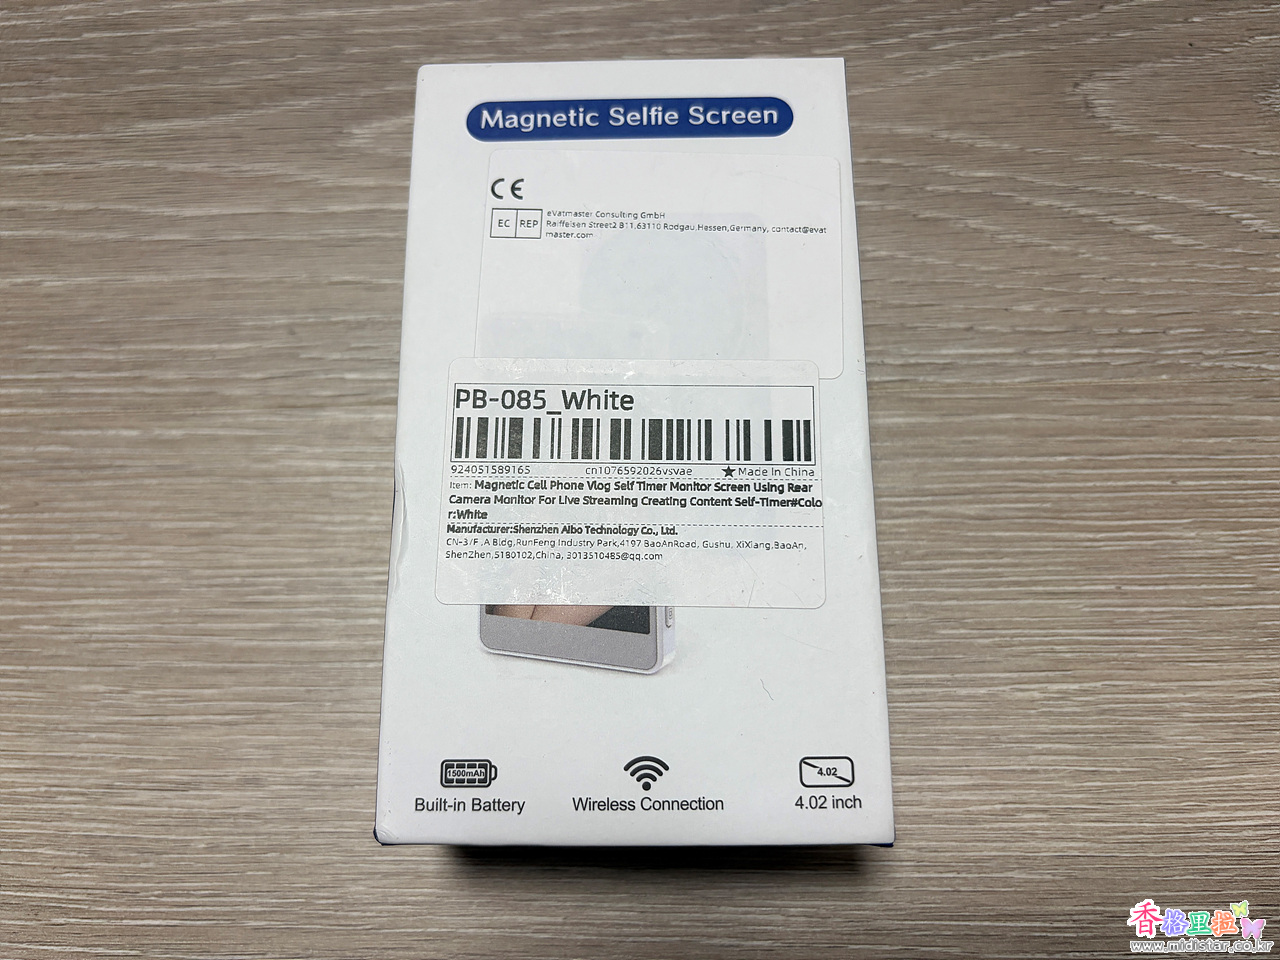 Magnetic Selfie Screen
CE
EC REP
eVatmaster Consulting GmbH
Raiffeisen Street2 B11,63110 Rodgau,Hessen,Germany, contact@evat
master.com
PB-085_White
924051589165 cn1076592026vsvae ★Made in China
Item: Magnetic Cell Phone Vlog Self Timer Monitor Screen Using Rear
Camera Monitor For Live Streaming Creating Content Self-Timer#Colo
r:White
Manufacturer:Shenzhen Aibo Technology Co., Ltd.
CN-3/F ,A Bldg,RunFeng Industry Park,4197 BaoAnRoad, Gushu, XiXiang,BaoAn,
ShenZhen,5180102,China, 3013510485@qq.com
1500mAh
Built-in Battery
Wireless Connection
4.02
4.02 inch
香格里拉
www.midistar.co.kr